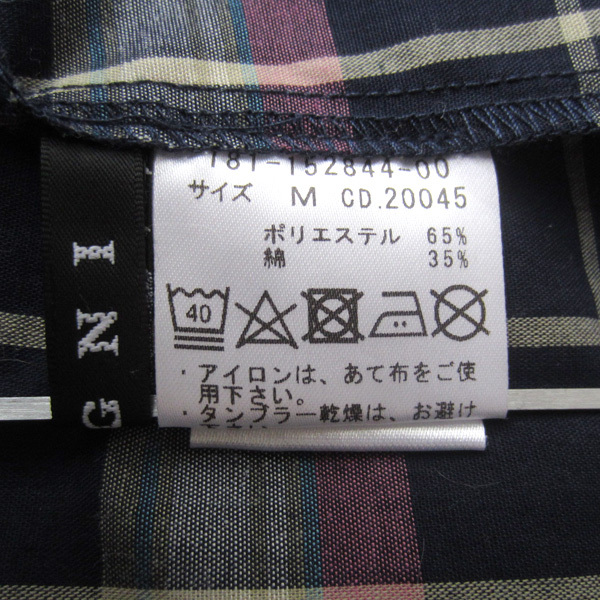 181-152844-00
サイズ M CD.20045
ポリエステル 65%
綿 35%
40
・アイロンは、あて布をご使
用下さい。
・タンブラー乾燥は、お避け
GNI